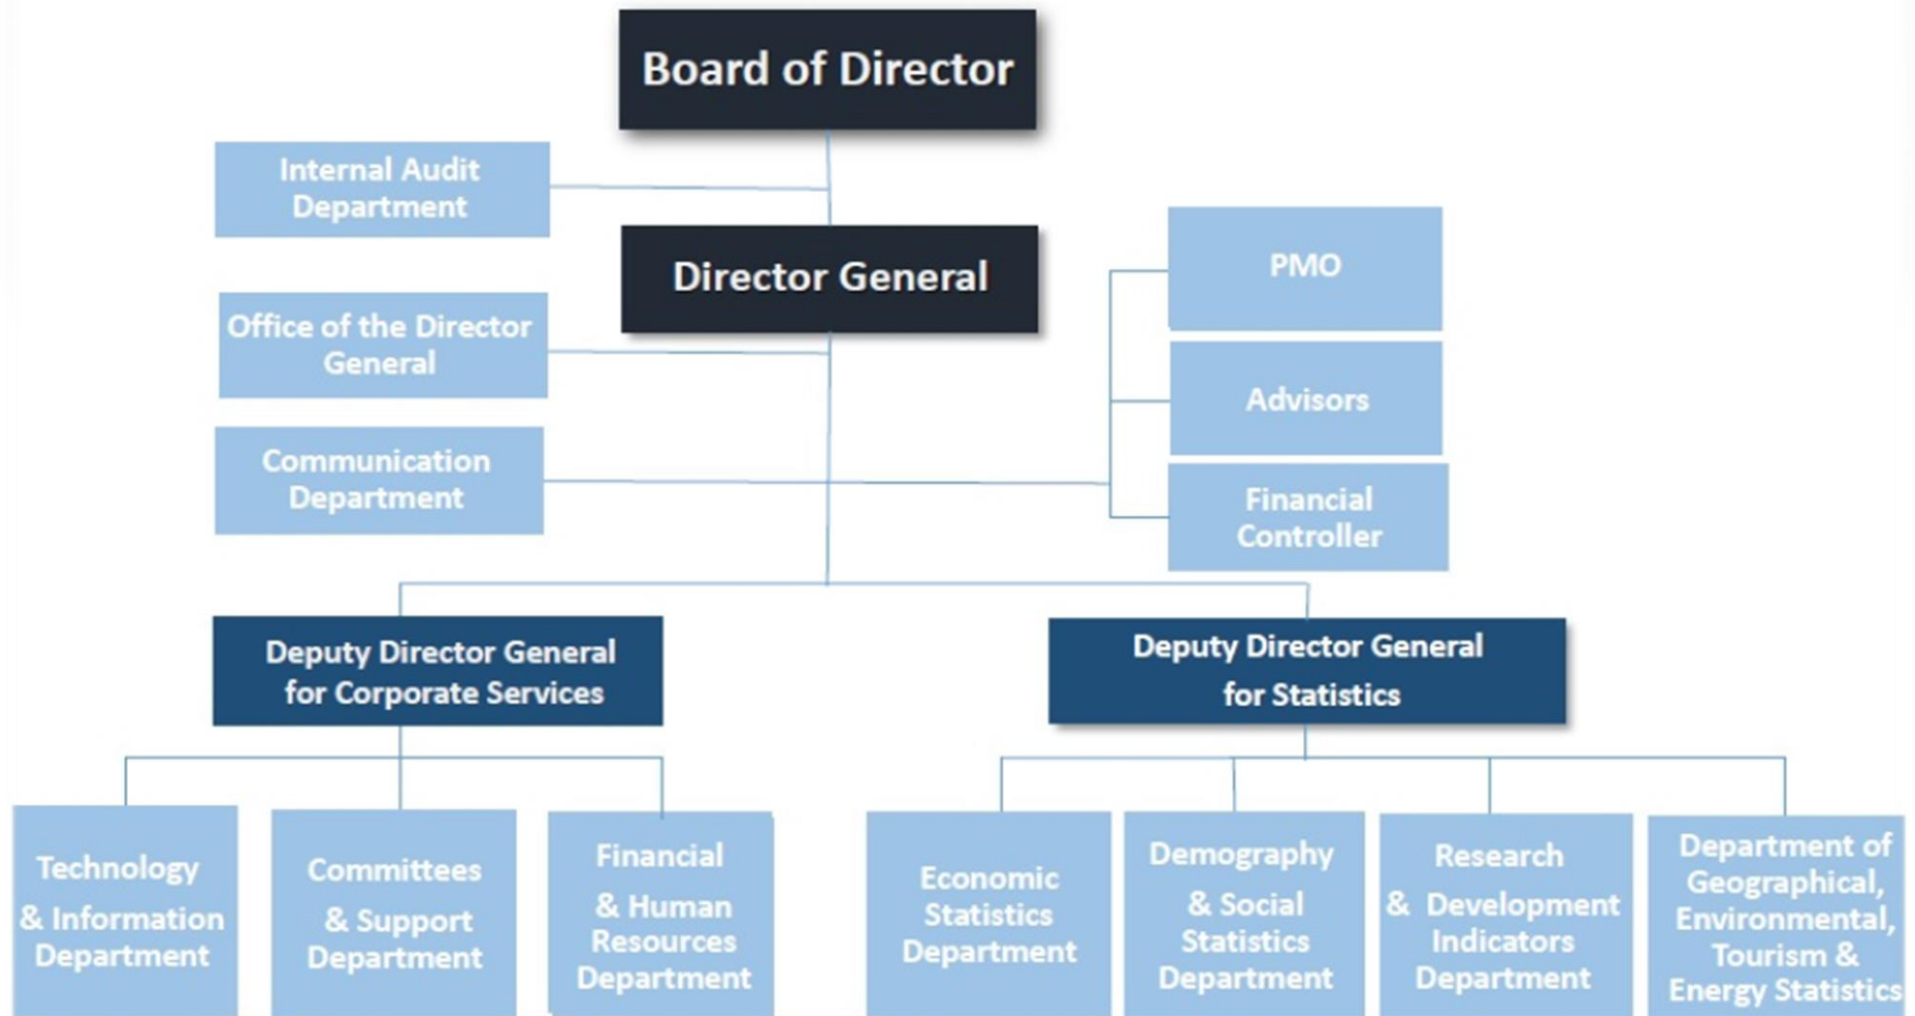 Board of Director
Internal Audit
Department
Director General
PMO
Office of the Director
General
Advisors
Communication
Department
Financial
Controller
Deputy Director General
for Corporate Services
Deputy Director General
for Statistics
Technology
& Information
Department
Committees
& Support
Department
Financial
& Human
Resources
Department
Economic
Statistics
Department
Demography
& Social
Statistics
Department
Research
& Development
Indicators
Department
Department of
Geographical,
Environmental,
Tourism &
Energy Statistics